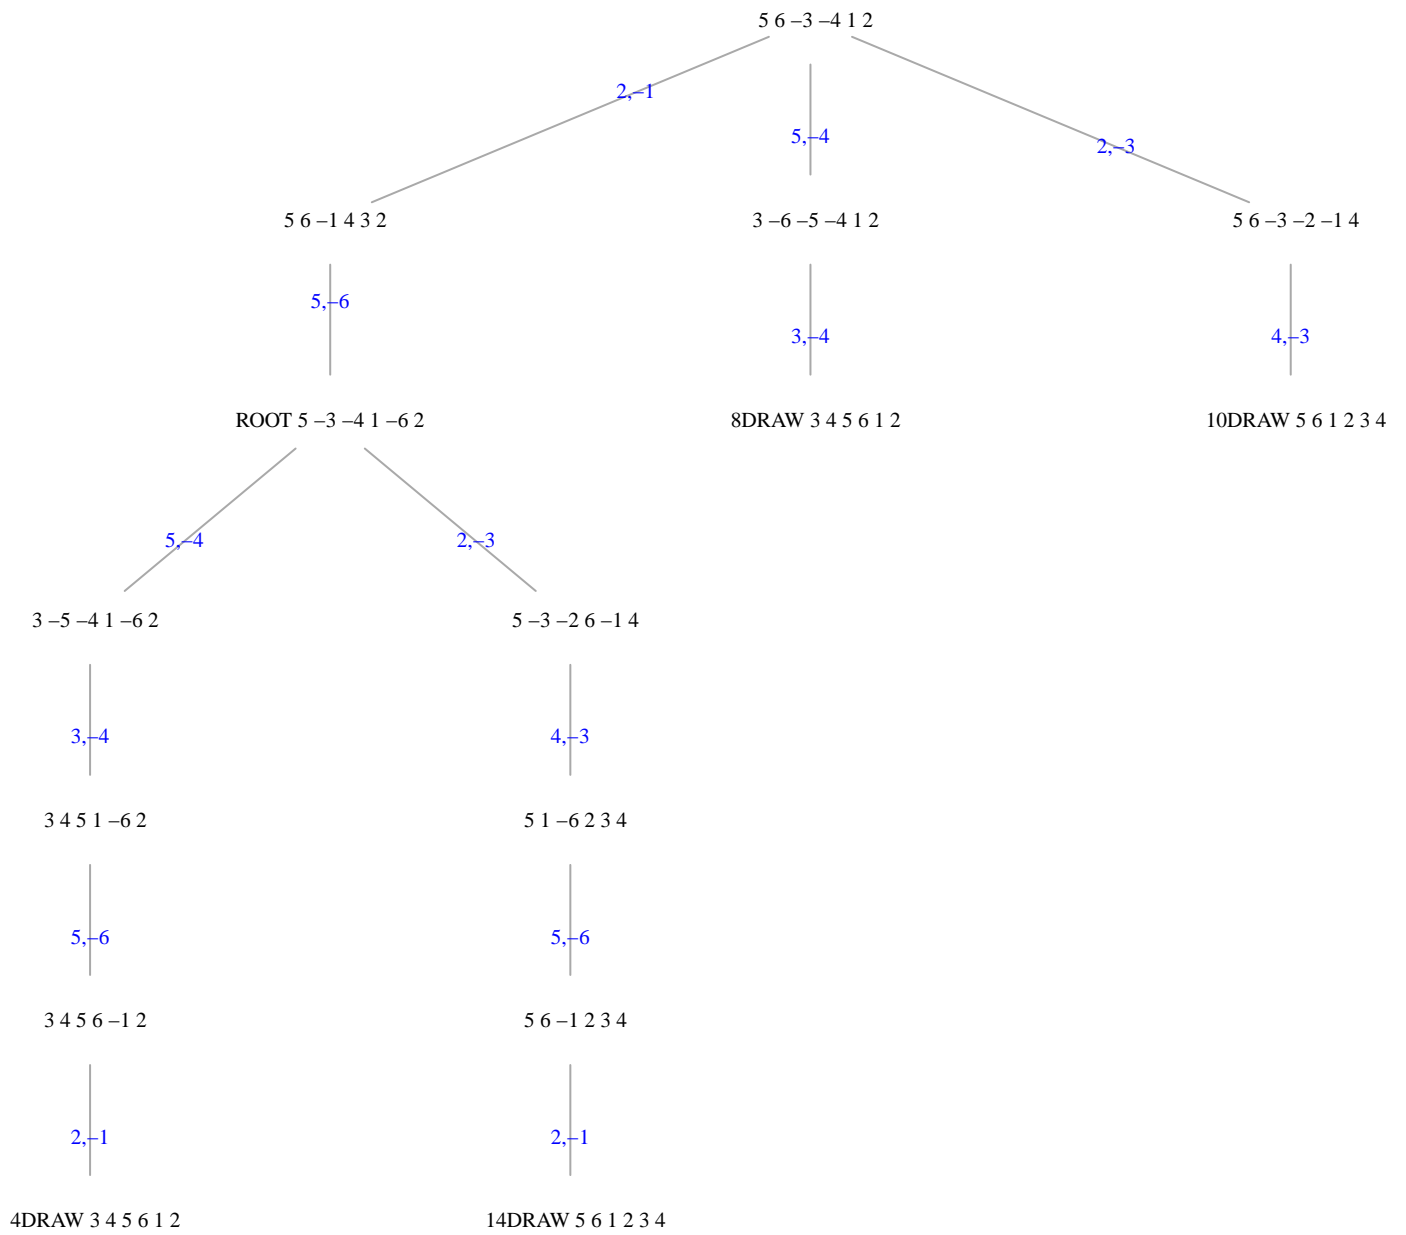 5 6 –3 –4 1 2
2,–1
5,–4
2,–3
5 6 –1 4 3 2
3 –6 –5 –4 1 2
5 6 –3 –2 –1 4
5,–6
3,–4
4,–3
ROOT 5 –3 –4 1 –6 2
8DRAW 3 4 5 6 1 2
10DRAW 5 6 1 2 3 4
5,–4
2,–3
3 –5 –4 1 –6 2
5 –3 –2 6 –1 4
3,–4
4,–3
3 4 5 1 –6 2
5 1 –6 2 3 4
5,–6
5,–6
3 4 5 6 –1 2
5 6 –1 2 3 4
2,–1
2,–1
4DRAW 3 4 5 6 1 2
14DRAW 5 6 1 2 3 4